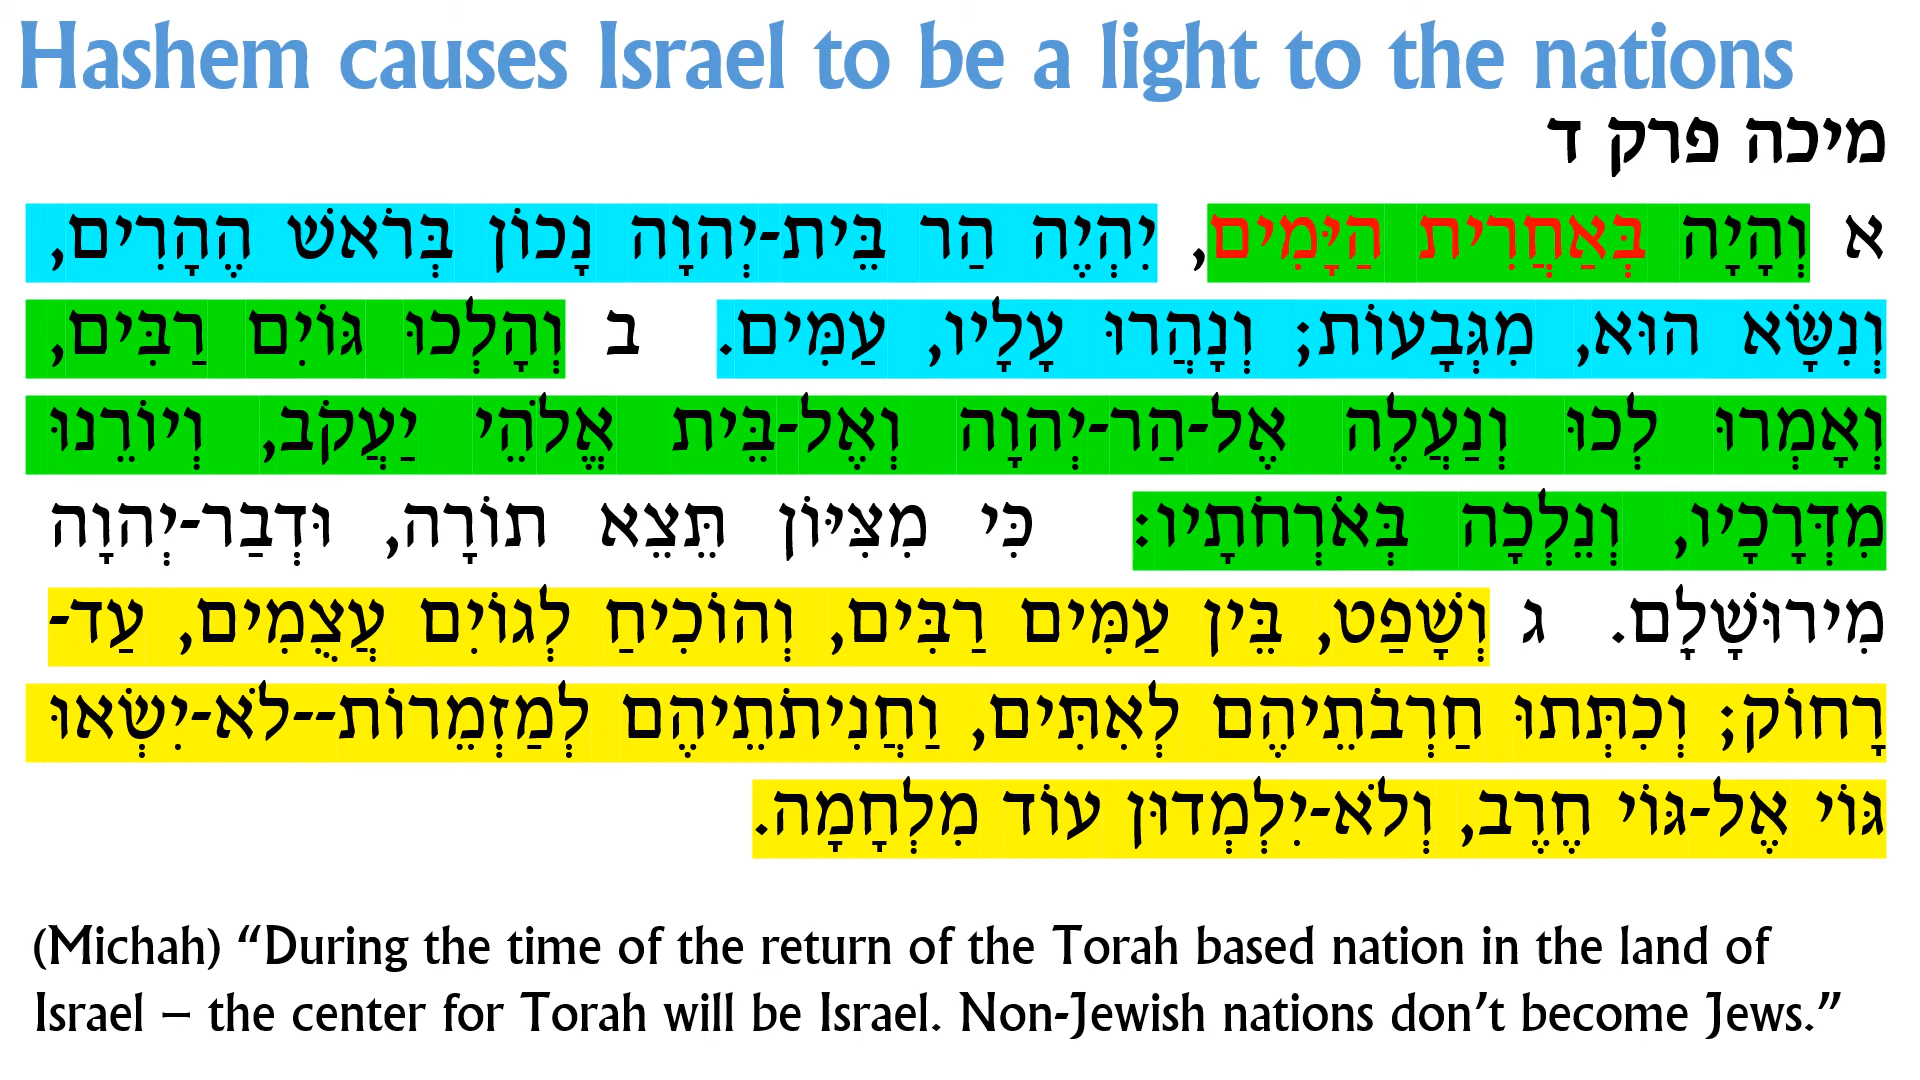 Hashem causes Israel to be a light to the nations
מיכה פרק ד
א וְהָיָה בְּאַחֲרִית הַיָּמִים, יִהְיֶה הַר בֵּית-יְהוָה נָכוֹן בְּרֹאשׁ הֶהָרִים,
וְנִשָּׂא הוּא, מִגְּבָעוֹת; וְנָהֲרוּ עָלָיו, עַמִּים. ב וְהָלְכוּ גּוֹיִם רַבִּים,
וְאָמְרוּ לְכוּ וְנַעֲלֶה אֶל-הַר-יְהוָה וְאֶל-בֵּית אֱלֹהֵי יַעֲקֹב, וְיוֹרֵנוּ
מִדְּרָכָיו, וְנֵלְכָה בְּאֹרְחֹתָיו: כִּי מִצִּיּוֹן תֵּצֵא תוֹרָה, וּדְבַר-יְהוָה
מִירוּשָׁלִָם. ג וְשָׁפַט, בֵּין עַמִּים רַבִּים, וְהוֹכִיחַ לְגוֹיִם עֲצֻמִים, עַד-
רָחוֹק; וְכִתְּתוּ חַרְבֹתֵיהֶם לְאִתִּים, וַחֲנִיתֹתֵיהֶם לְמַזְמֵרוֹת--לֹא-יִשְׂאוּ
גּוֹי אֶל-גּוֹי חֶרֶב, וְלֹא-יִלְמְדוּן עוֹד מִלְחָמָה.
(Michah) “During the time of the return of the Torah based nation in the land of
Israel – the center for Torah will be Israel. Non-Jewish nations don’t become Jews.”